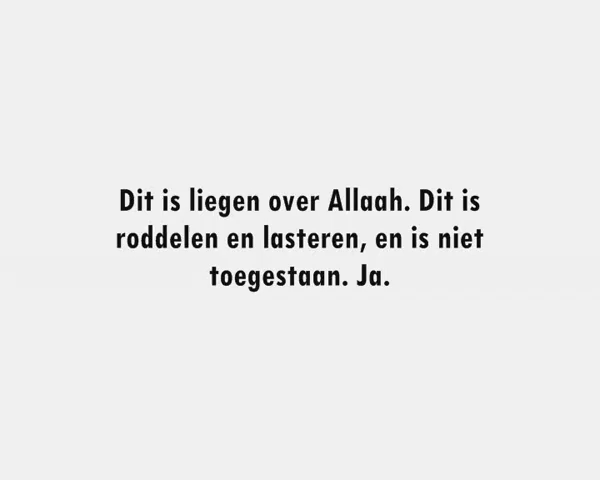 Dit is liegen over Allaah. Dit is
roddelen en lasteren, en is niet
toegestaan. Ja.